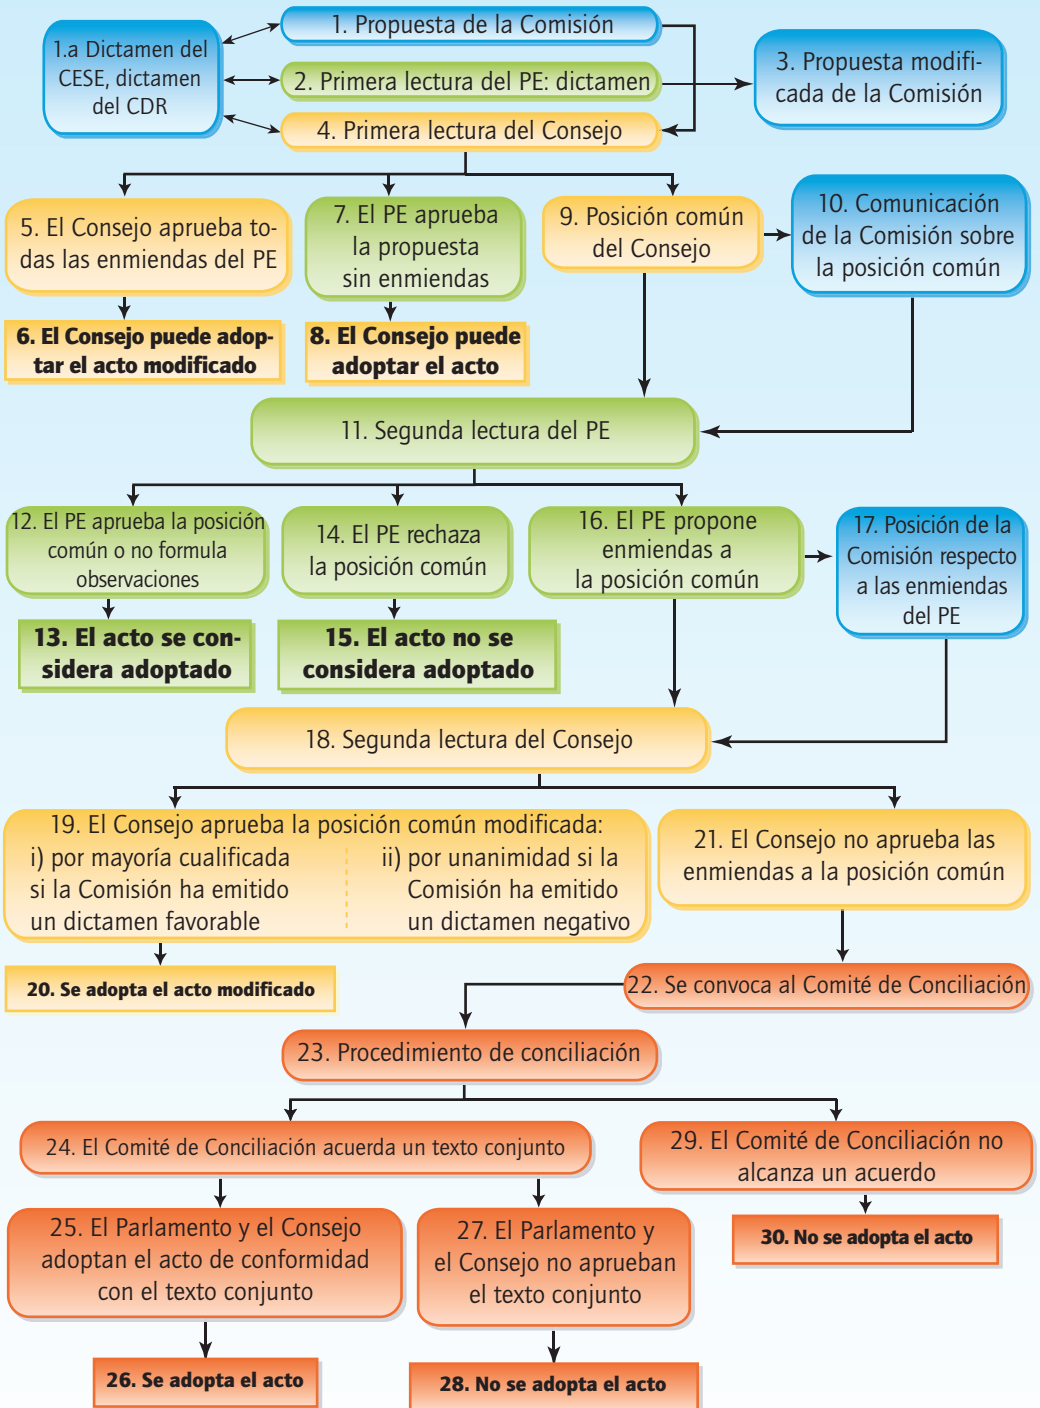 1. Propuesta de la Comisión
1.a Dictamen del
CESE, dictamen
del CDR
2. Primera lectura del PE: dictamen
3. Propuesta modifi-
cada de la Comisión
4. Primera lectura del Consejo
5. El Consejo aprueba to-
das las enmiendas del PE
6. El Consejo puede adop-
tar el acto modificado
7. El PE aprueba
la propuesta
sin enmiendas
8. El Consejo puede
adoptar el acto
9. Posición común
del Consejo
10. Comunicación
de la Comisión sobre
la posición común
11. Segunda lectura del PE
12. El PE aprueba la posición
común o no formula
observaciones
13. El acto se con-
sidera adoptado
14. El PE rechaza
la posición común
15. El acto no se
considera adoptado
16. El PE propone
enmiendas a
la posición común
17. Posición de la
Comisión respecto
a las enmiendas
del PE
18. Segunda lectura del Consejo
19. El Consejo aprueba la posición común modificada:
i) por mayoría cualificada
si la Comisión ha emitido
un dictamen favorable
ii) por unanimidad si la
Comisión ha emitido
un dictamen negativo
20. Se adopta el acto modificado
21. El Consejo no aprueba las
enmiendas a la posición común
22. Se convoca al Comité de Conciliación
23. Procedimiento de conciliación
24. El Comité de Conciliación acuerda un texto conjunto
25. El Parlamento y el Consejo
adoptan el acto de conformidad
con el texto conjunto
26. Se adopta el acto
27. El Parlamento y
el Consejo no aprueban
el texto conjunto
28. No se adopta el acto
29. El Comité de Conciliación no
alcanza un acuerdo
30. No se adopta el acto